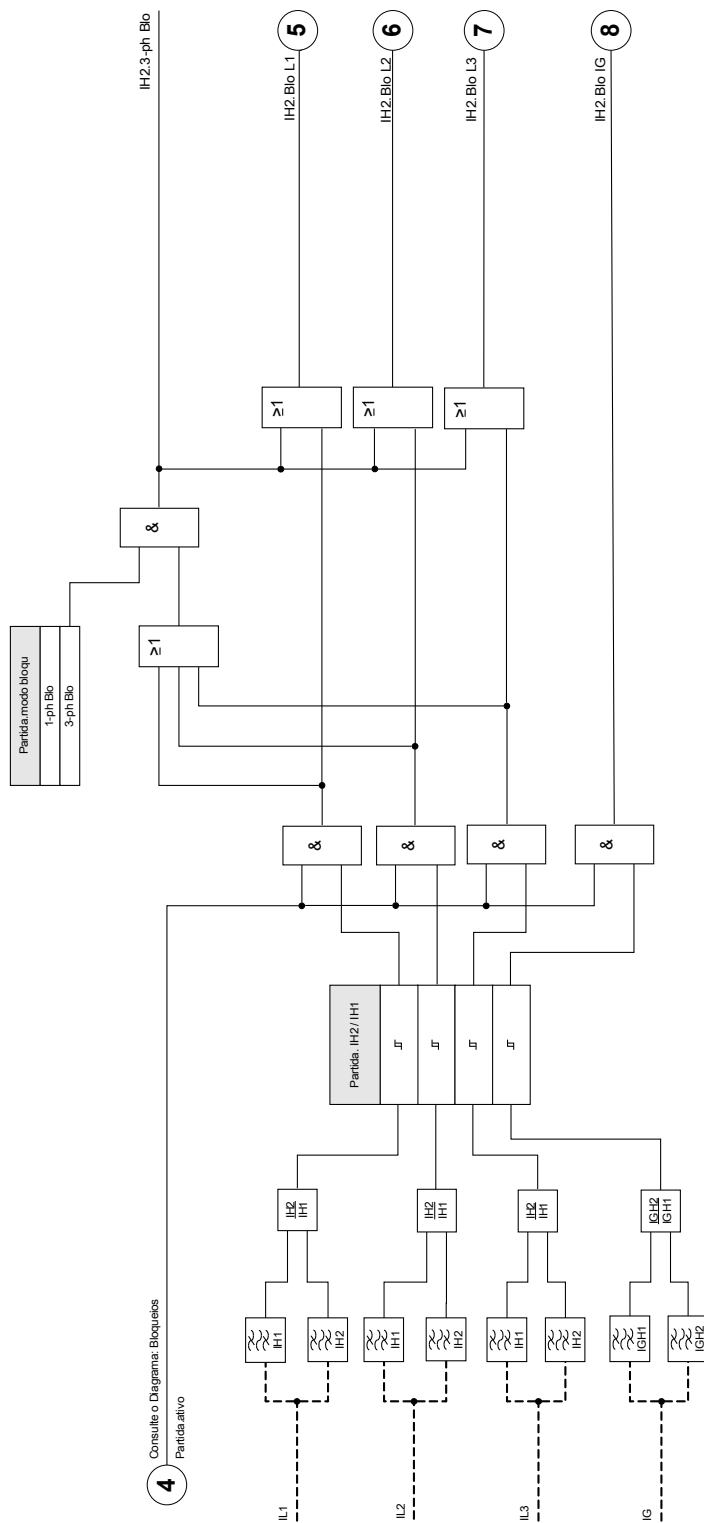 Partida.modo bloqu
1-ph Blo
3-ph Blo
IH2.3-ph Blo
4
Consulte o Diagrama: Bloqueios
Partida.ativo
&
≥1
IL1
IH1
IH2
IH2
IH1
Partida. IH2 / IH1
&
≥1
IH2.Blo L1
5
IL2
IH1
IH2
IH2
IH1
&
≥1
IH2.Blo L2
6
IL3
IH1
IH2
IH2
IH1
&
≥1
IH2.Blo L3
7
IG
IGH1
IGH2
IGH2
IGH1
&
IH2.Blo IG
8